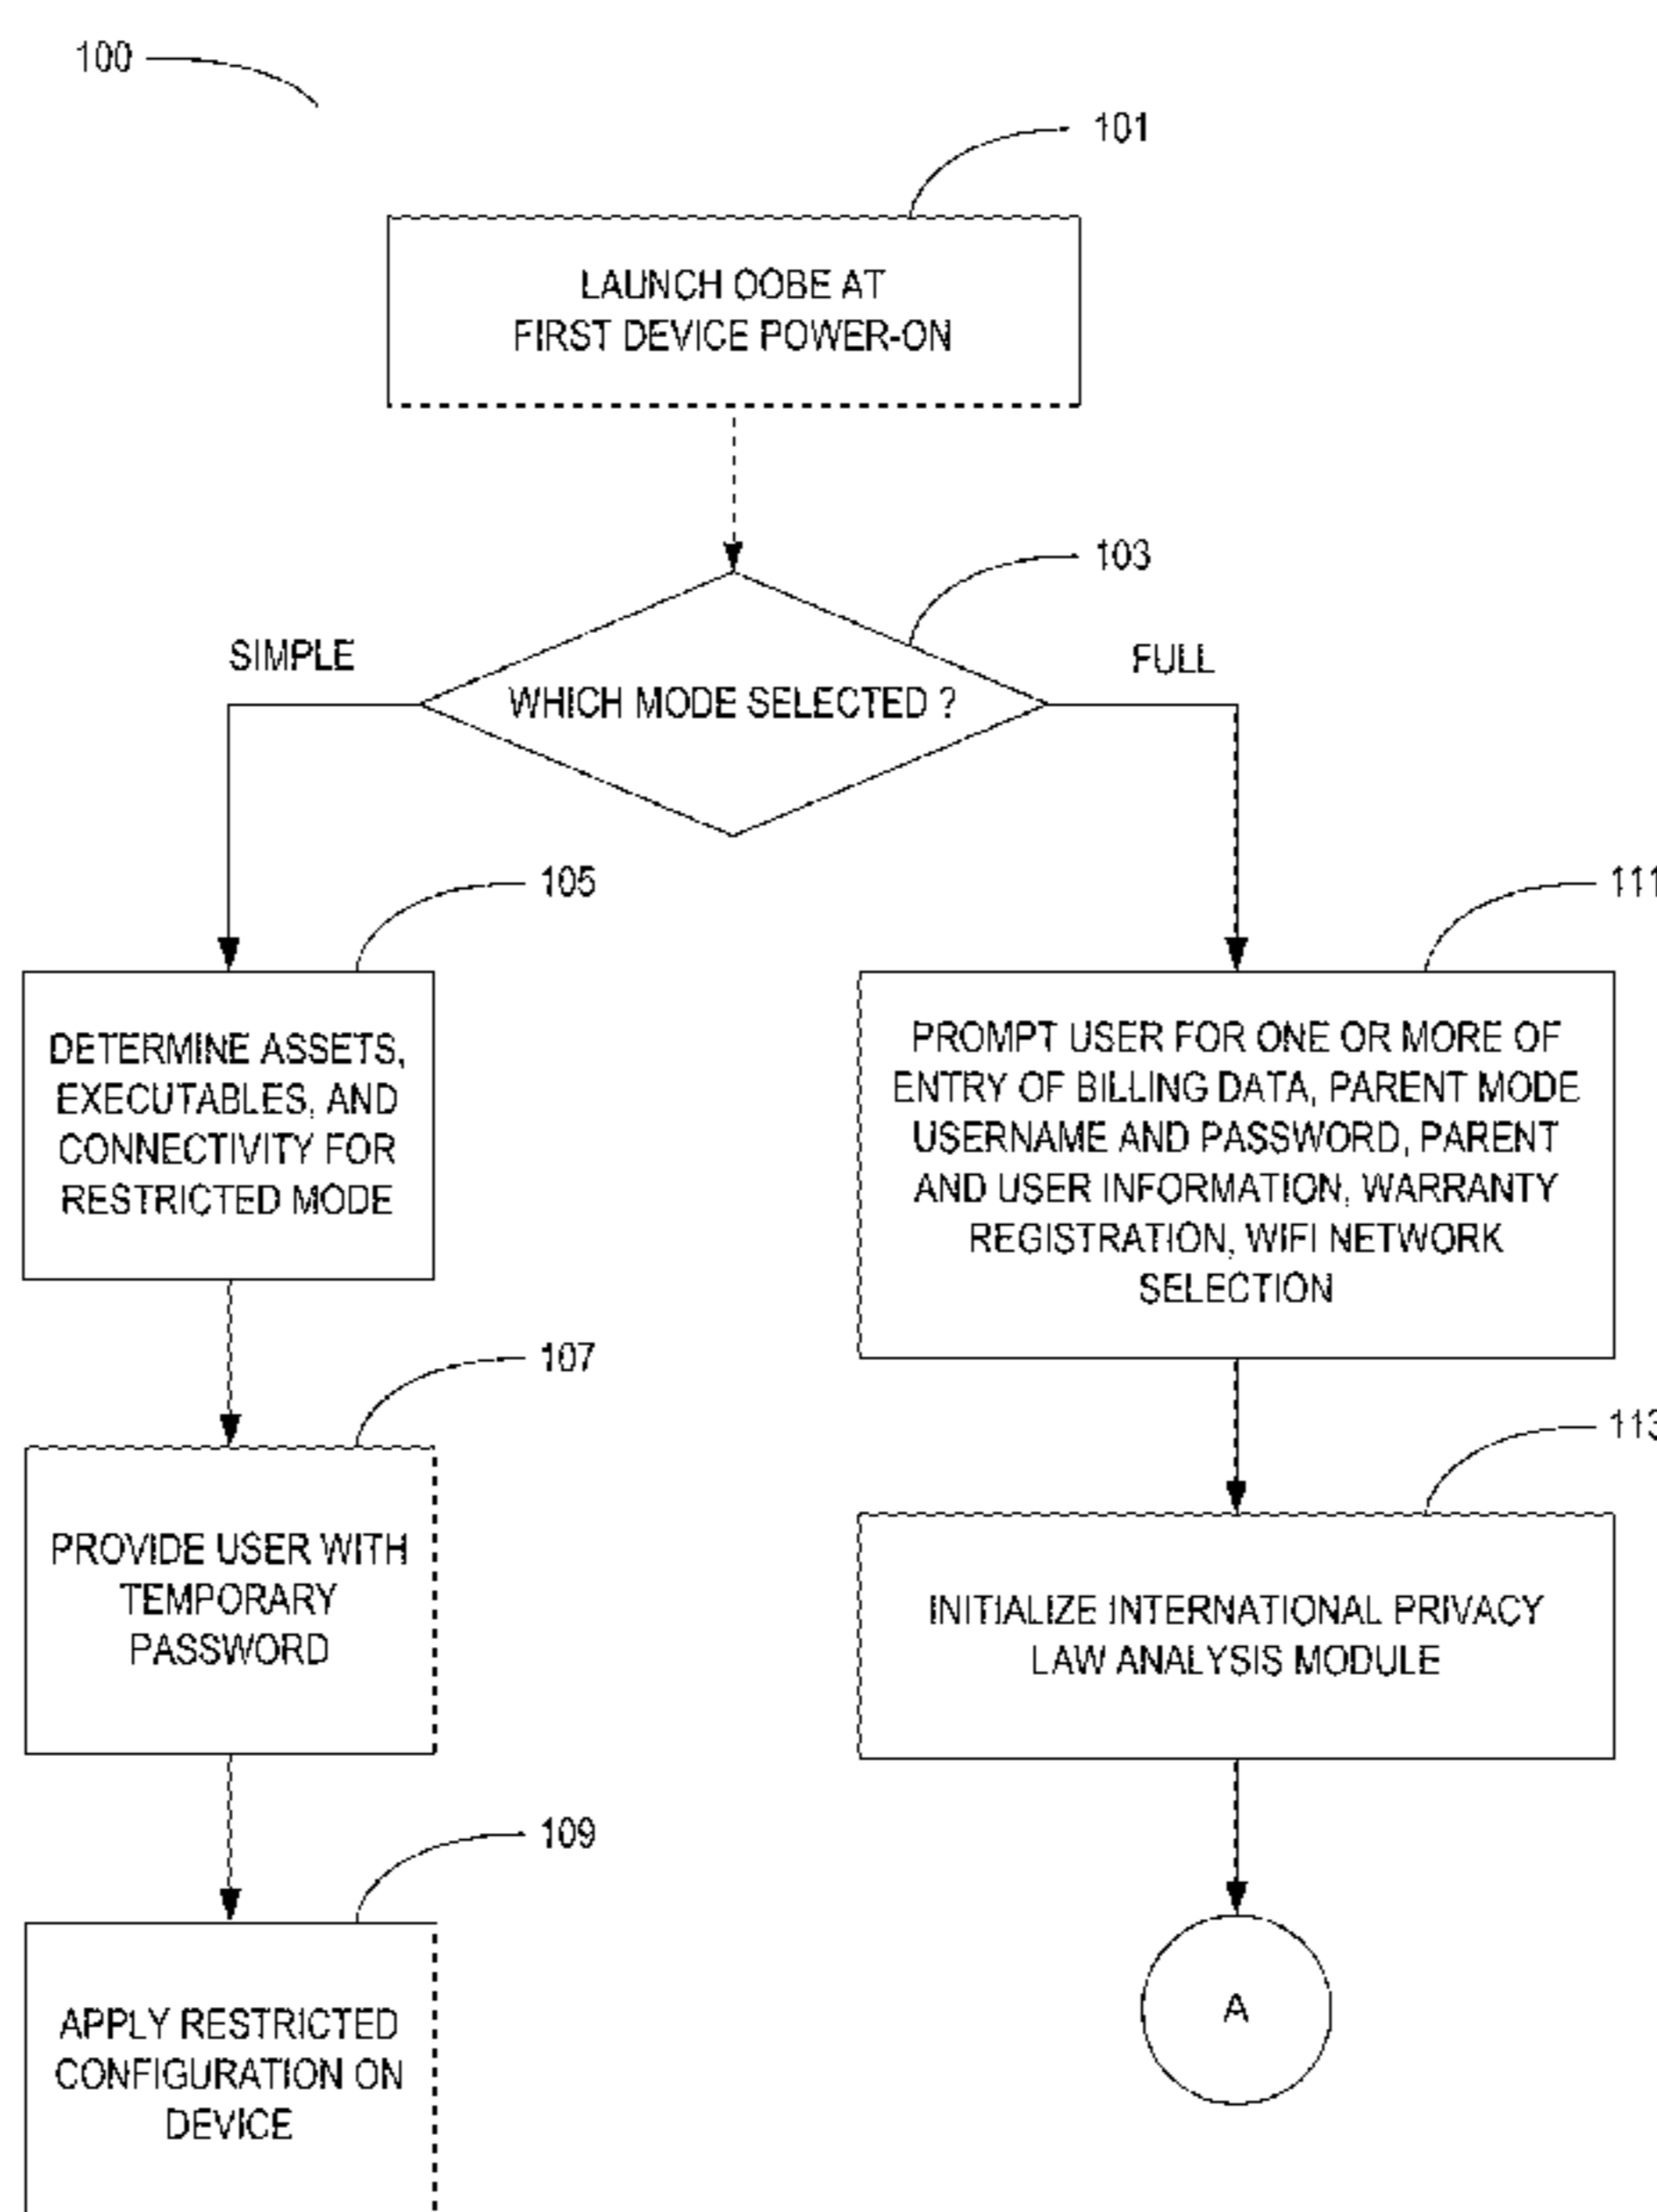 100
101
LAUNCH OOBE AT
FIRST DEVICE POWER-ON
103
SIMPLE
FULL
WHICH MODE SELECTED ?
105
111
DETERMINE ASSETS,
EXECUTABLES, AND
CONNECTIVITY FOR
RESTRICTED MODE
PROMPT USER FOR ONE OR MORE OF
ENTRY OF BILLING DATA, PARENT MODE
USERNAME AND PASSWORD, PARENT
AND USER INFORMATION, WARRANTY
REGISTRATION, WIFI NETWORK
SELECTION
107
113
PROVIDE USER WITH
TEMPORARY
PASSWORD
INITIALIZE INTERNATIONAL PRIVACY
LAW ANALYSIS MODULE
109
APPLY RESTRICTED
CONFIGURATION ON
DEVICE
A